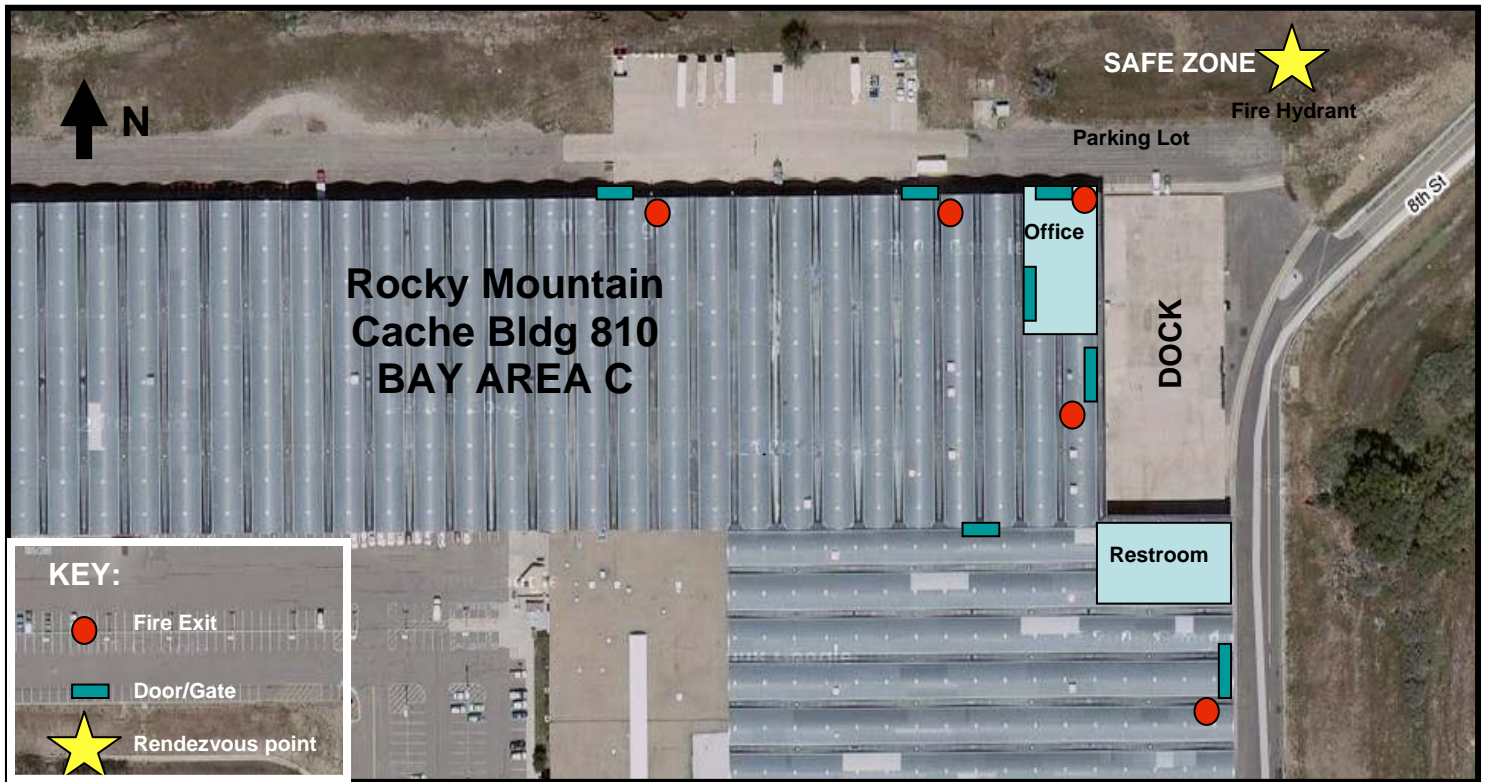 SAFE ZONE
Fire Hydrant
N
Parking Lot
8th St
Office
Rocky Mountain
Cache Bldg 810
BAY AREA C
DOCK
Restroom
KEY:
Fire Exit
Door/Gate
Rendezvous point